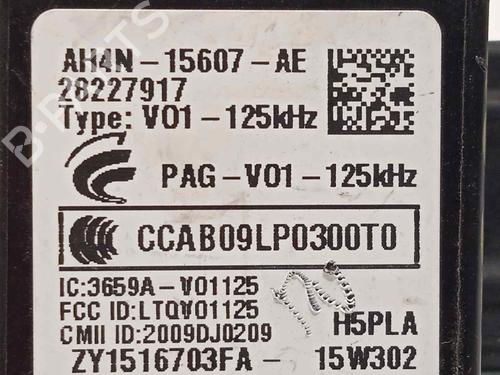 AH4N-15607-AE
28227917
Type: V01-125kHz
PAG-V01-125kHz
CCAB09LP0300T0
IC:3659A-V01125
FCC ID:LTQV01125
CMII ID:2009DJ0209
H5PLA
ZY1516703FA- 15W302